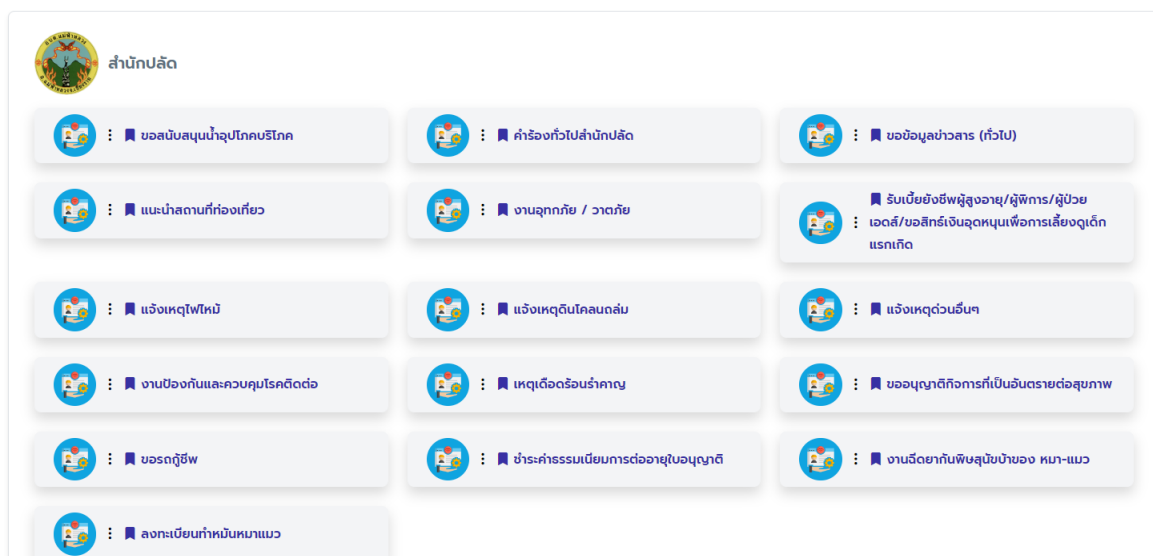 สำนักปลัด
ขอสนับสนุนน้ำอุปโภคบริโภค
คำร้องทั่วไปสำนักปลัด
ขอข้อมูลข่าวสาร (ทั่วไป)
แนะนำสถานที่ท่องเที่ยว
งานอุทกภัย / วาตภัย
รับเบี้ยยังชีพผู้สูงอายุ/ผู้พิการ/ผู้ป่วย
เอดส์/ขอสิทธ์เงินอุดหนุนเพื่อการเลี้ยงดูเด็ก
แรกเกิด
แจ้งเหตุไฟไหม้
แจ้งเหตุดินโคลนถล่ม
แจ้งเหตุด่วนอื่นๆ
งานป้องกันและควบคุมโรคติดต่อ
เหตุเดือดร้อนรำคาญ
ขออนุญาติกิจการที่เป็นอันตรายต่อสุขภาพ
ขอรถกู้ชีพ
ชำระค่าธรรมเนียมการต่ออายุใบอนุญาติ
งานฉีดยากันพิษสุนัขบ้าของ หมา-แมว
ลงทะเบียนทำหมันหมาแมว